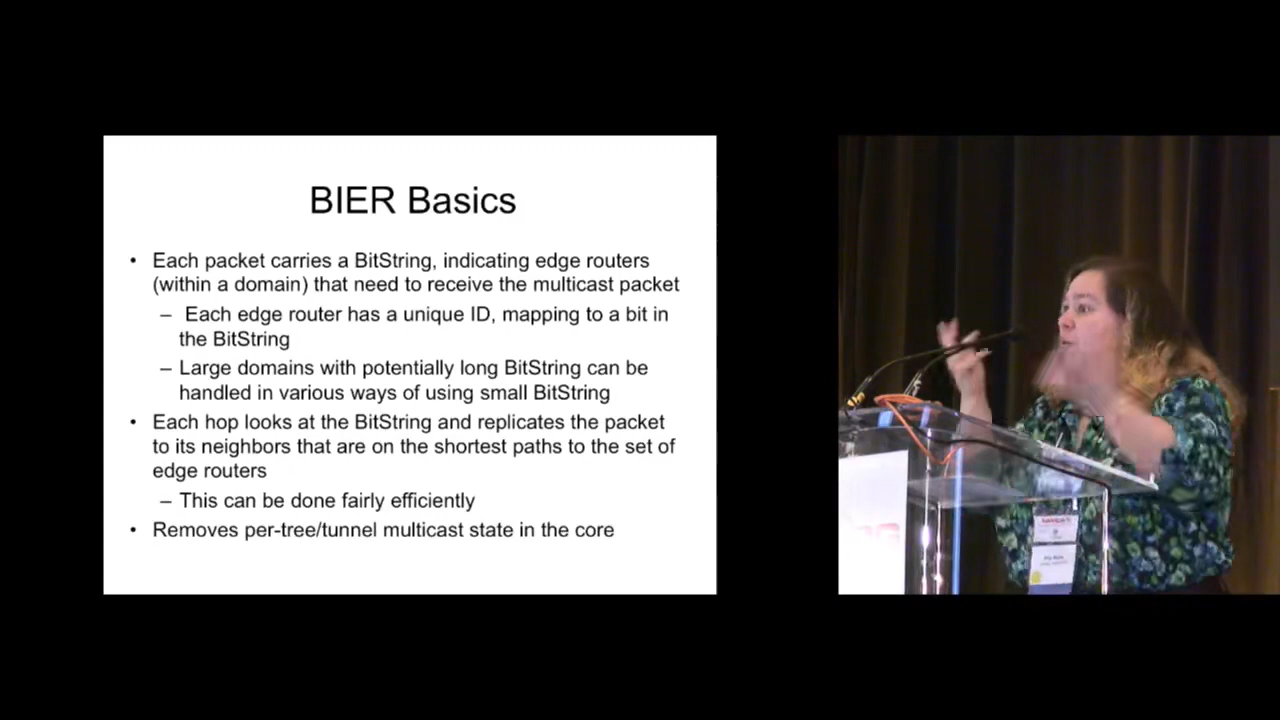 BIER Basics
• Each packet carries a BitString, indicating edge routers
(within a domain) that need to receive the multicast packet
– Each edge router has a unique ID, mapping to a bit in
the BitString
– Large domains with potentially long BitString can be
handled in various ways of using small BitString
• Each hop looks at the BitString and replicates the packet
to its neighbors that are on the shortest paths to the set of
edge routers
– This can be done fairly efficiently
• Removes per-tree/tunnel multicast state in the core